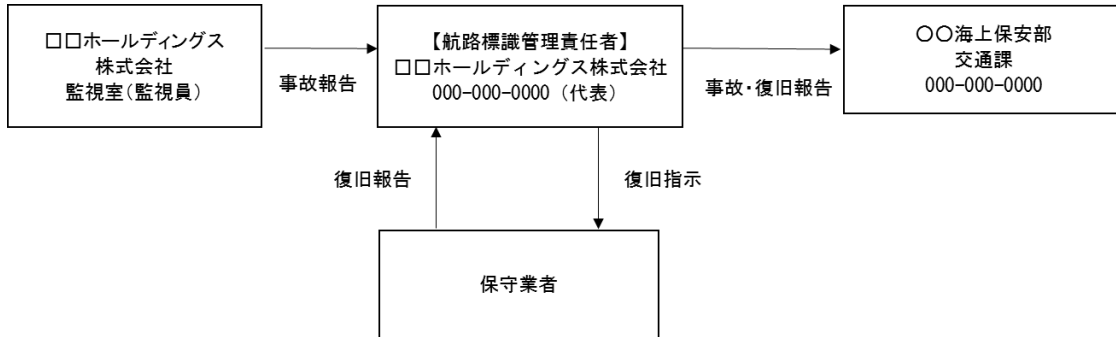 □□ホールディングス
株式会社
監視室(監視員)
事故報告
【航路標識管理責任者】
□□ホールディングス株式会社
000-000-0000（代表）
事故・復旧報告
〇〇海上保安部
交通課
000-000-0000
復旧報告
復旧指示
保守業者